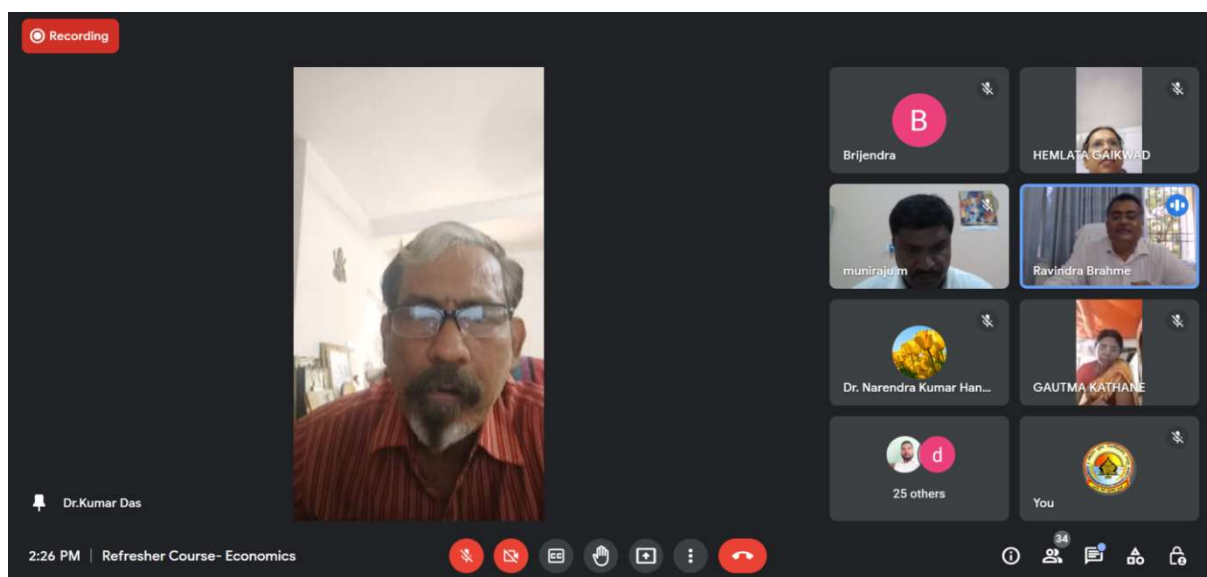 Recording
B
Brijendra
HEMLATA GAIKWAD
muniraju m
Ravindra Brahme
Dr. Narendra Kumar Han...
GAUTMA KATHANE
d
25 others
You
Dr.Kumar Das
2:26 PM | Refresher Course- Economics
CC
34